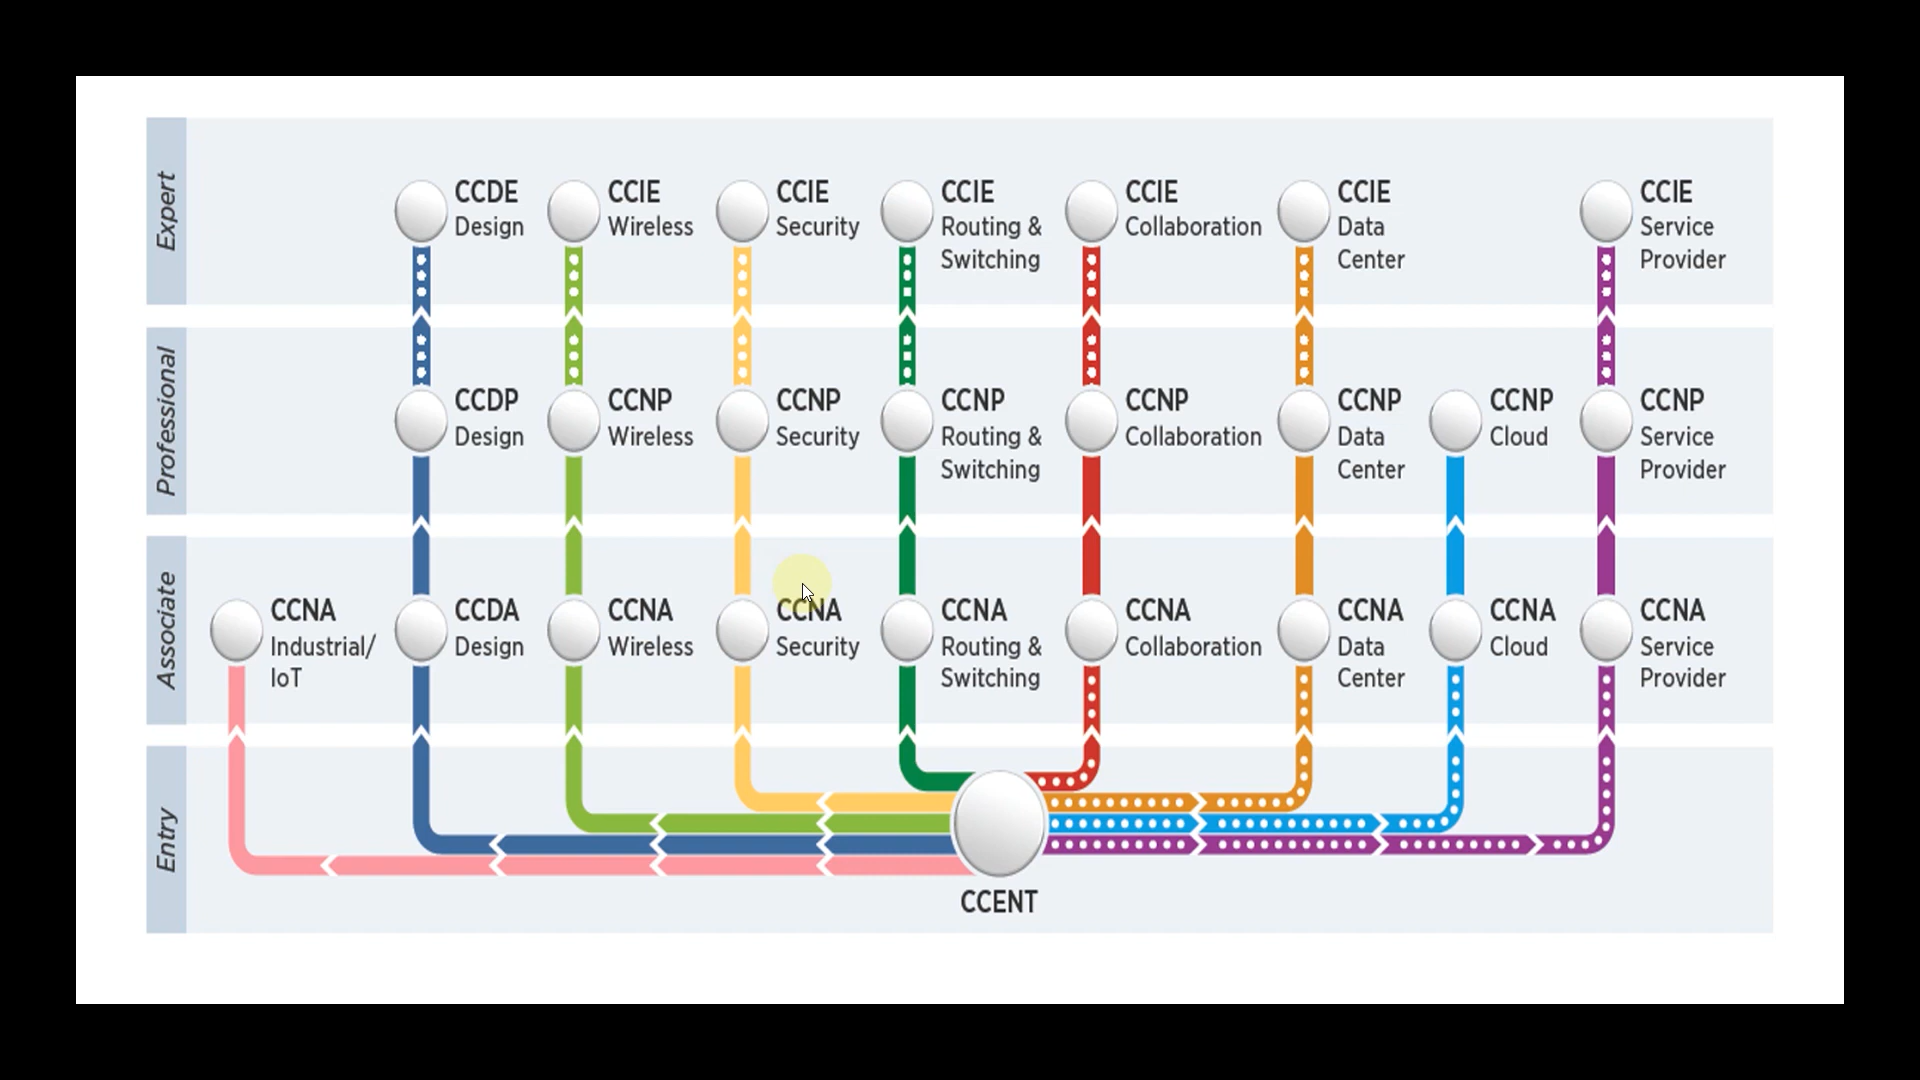 Expert
CCDE
Design
CCIE
Wireless
CCIE
Security
CCIE
Routing &
Switching
CCIE
Collaboration
CCIE
Data
Center
CCIE
Service
Provider
Professional
CCDP
Design
CCNP
Wireless
CCNP
Security
CCNP
Routing &
Switching
CCNP
Collaboration
CCNP
Data
Center
CCNP
Cloud
CCNP
Service
Provider
Associate
CCNA
Industrial/
IoT
CCDA
Design
CCNA
Wireless
CCNA
Security
CCNA
Routing &
Switching
CCNA
Collaboration
CCNA
Data
Center
CCNA
Cloud
CCNA
Service
Provider
Entry
CCENT